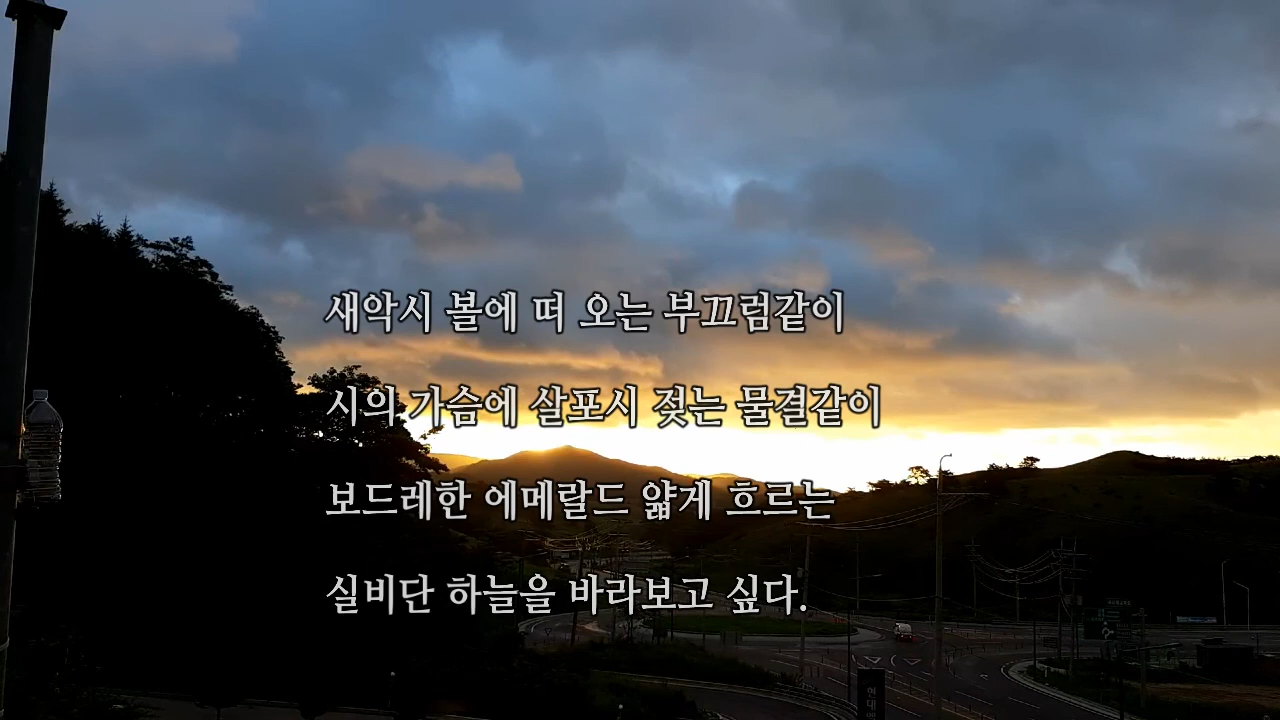 새악시 볼에 떠 오는 부끄럼같이
시의 가슴에 살포시 젖는 물결같이
보드레한 에메랄드 얇게 흐르는
실비단 하늘을 바라보고 싶다.